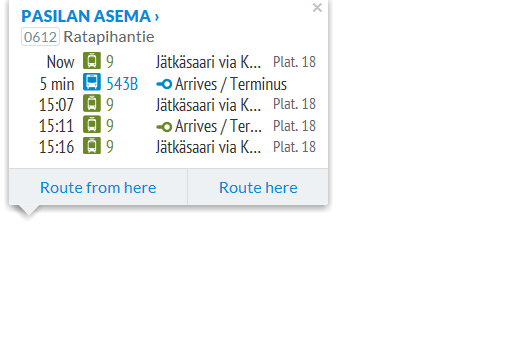 PASILAN ASEMA ›
0612 Ratapihantie
Now 9 Jätkäsaari via K... Plat. 18
5 min 543B Arrives / Terminus
15:07 9 Jätkäsaari via K... Plat. 18
15:11 9 Arrives / Ter... Plat. 18
15:16 9 Jätkäsaari via K... Plat. 18
Route from here Route here